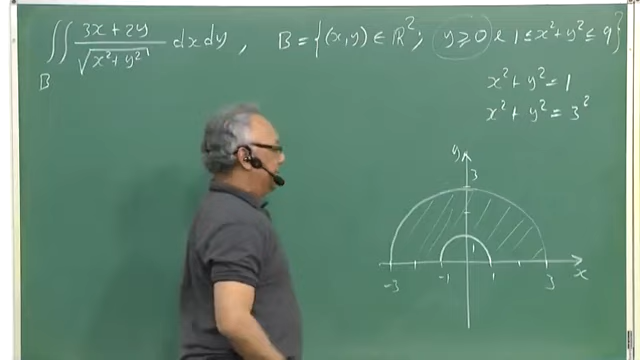 ∬_B (3x + 2y)/√(x² + y²) dx dy , B = {(x,y) ∈ ℝ² ; y ≥ 0 e 1 ≤ x² + y² ≤ 9}
x² + y² = 1
x² + y² = 3²
y
3
1
-3 -1 1 3 x